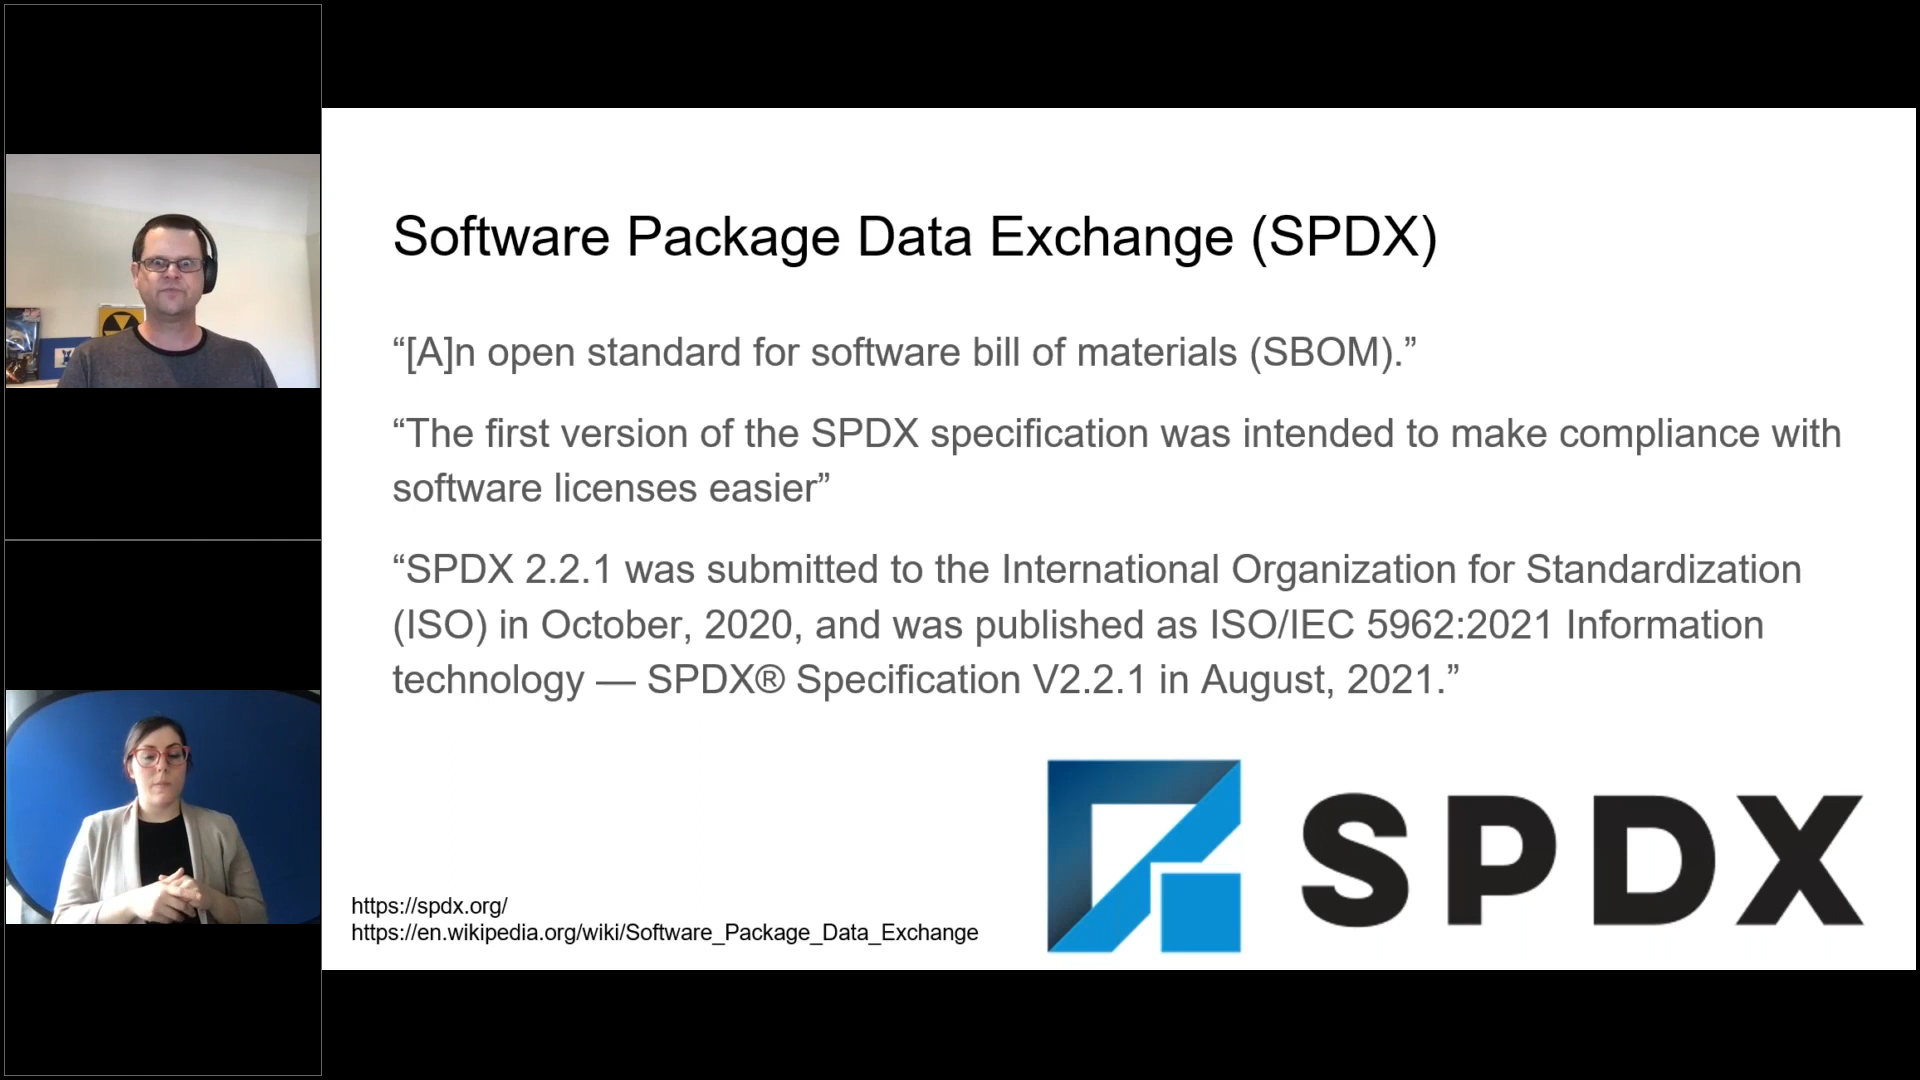 Software Package Data Exchange (SPDX)
“[A]n open standard for software bill of materials (SBOM).”
“The first version of the SPDX specification was intended to make compliance with
software licenses easier”
“SPDX 2.2.1 was submitted to the International Organization for Standardization
(ISO) in October, 2020, and was published as ISO/IEC 5962:2021 Information
technology — SPDX® Specification V2.2.1 in August, 2021.”
SPDX
https://spdx.org/
https://en.wikipedia.org/wiki/Software_Package_Data_Exchange